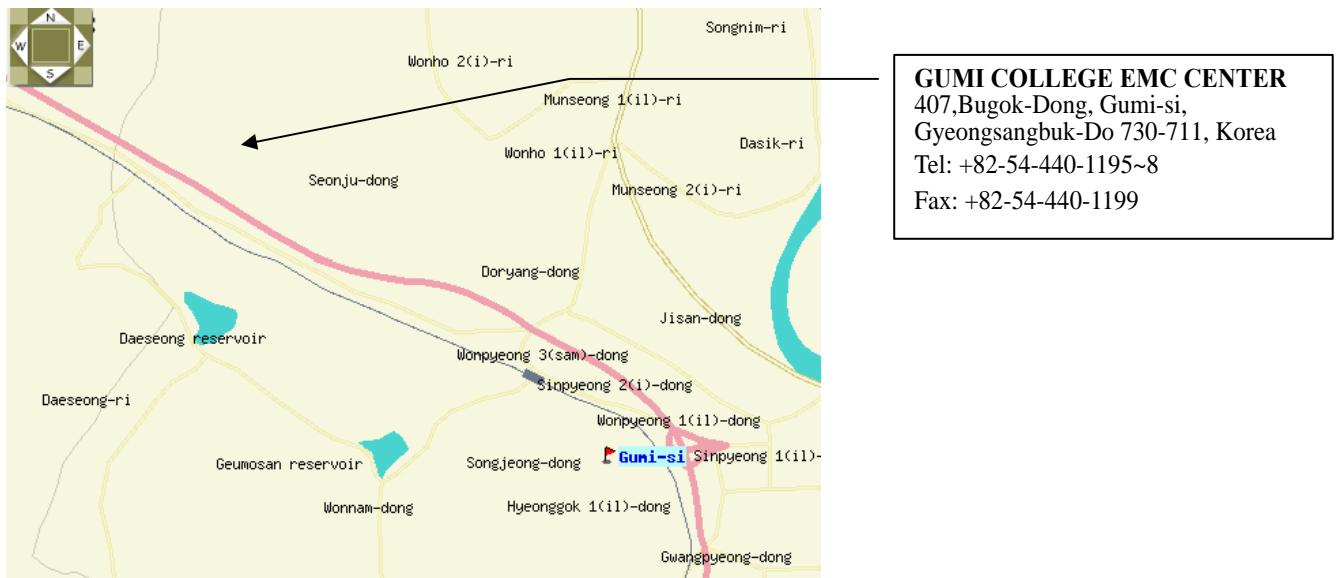 N
W
E
S
Songnim-ri
Wonho 2(i)-ri
Munseong 1(il)-ri
Dasik-ri
Wonho 1(il)-ri
Seonju-dong
Munseong 2(i)-ri
Doryang-dong
Jisan-dong
Daeseong reservoir
Wonpyeong 3(sam)-dong
Sinpyeong 2(i)-dong
Daeseong-ri
Wonpyeong 1(il)-dong
Geumosan reservoir
Songjeong-dong
Gumi-si
Sinpyeong 1(il)-
Wonnam-dong
Hyeonggok 1(il)-dong
Gwangpyeong-dong
GUMI COLLEGE EMC CENTER
407,Bugok-Dong, Gumi-si,
Gyeongsangbuk-Do 730-711, Korea
Tel: +82-54-440-1195~8
Fax: +82-54-440-1199